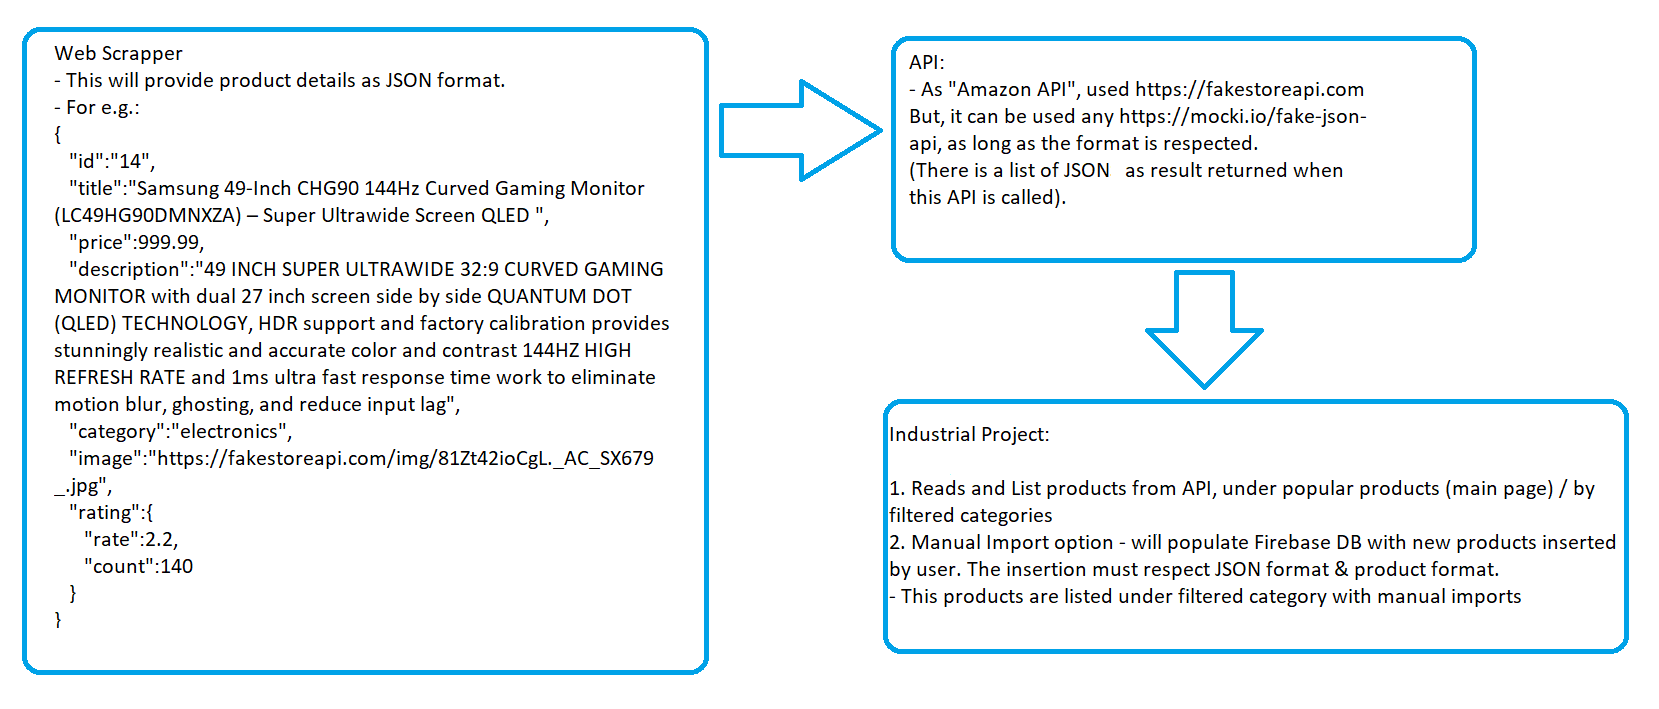 Web Scrapper
- This will provide product details as JSON format.
- For e.g.:
{
"id":"14",
"title":"Samsung 49-Inch CHG90 144Hz Curved Gaming Monitor
(LC49HG90DMNXZA) – Super Ultrawide Screen QLED ",
"price":999.99,
"description":"49 INCH SUPER ULTRAWIDE 32:9 CURVED GAMING
MONITOR with dual 27 inch screen side by side QUANTUM DOT
(QLED) TECHNOLOGY, HDR support and factory calibration provides
stunningly realistic and accurate color and contrast 144HZ HIGH
REFRESH RATE and 1ms ultra fast response time work to eliminate
motion blur, ghosting, and reduce input lag",
"category":"electronics",
"image":"https://fakestoreapi.com/img/81Zt42ioCgL._AC_SX679
_.jpg",
"rating":{
"rate":2.2,
"count":140
}
}
API:
- As "Amazon API", used https://fakestoreapi.com
But, it can be used any https://mocki.io/fake-json-
api, as long as the format is respected.
(There is a list of JSON   as result returned when
this API is called).
Industrial Project:
1. Reads and List products from API, under popular products (main page) / by
filtered categories
2. Manual Import option - will populate Firebase DB with new products inserted
by user. The insertion must respect JSON format & product format.
- This products are listed under filtered category with manual imports